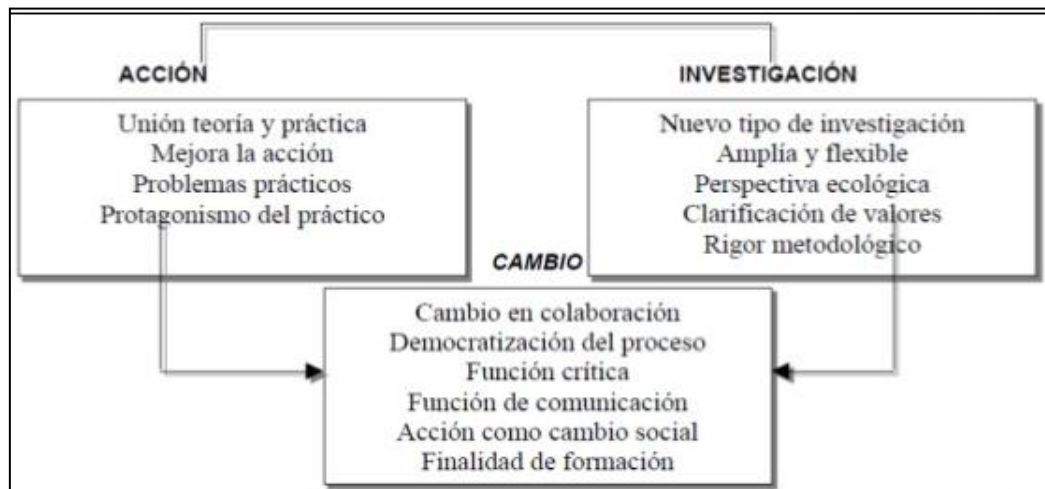 ACCIÓN
Unión teoría y práctica
Mejora la acción
Problemas prácticos
Protagonismo del práctico
INVESTIGACIÓN
Nuevo tipo de investigación
Amplía y flexible
Perspectiva ecológica
Clarificación de valores
Rigor metodológico
CAMBIO
Cambio en colaboración
Democratización del proceso
Función crítica
Función de comunicación
Acción como cambio social
Finalidad de formación